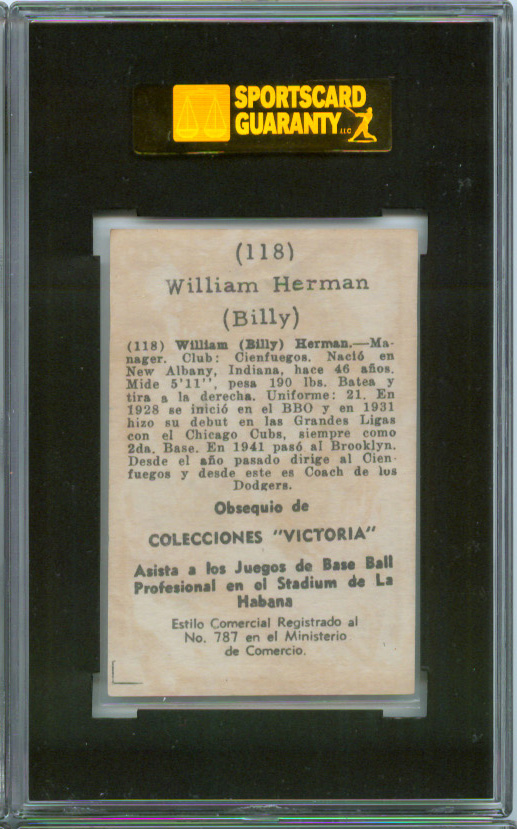 SPORTSCARD
GUARANTY LLC
(118)
William Herman
(Billy)
(118) William (Billy) Herman.—Ma-
nager. Club: Cienfuegos. Nació en
New Albany, Indiana, hace 46 años.
Mide 5'11'', pesa 190 lbs. Batea y
tira a la derecha. Uniforme: 21. En
1928 se inició en el BBO y en 1931
hizo su debut en las Grandes Ligas
con el Chicago Cubs, siempre como
2da. Base. En 1941 pasó al Brooklyn.
Desde el año pasado dirige al Cien-
fuegos y desde este es Coach de los
Dodgers.
Obsequio de
COLECCIONES "VICTORIA"
Asista a los Juegos de Base Ball
Profesional en el Stadium de La
Habana
Estilo Comercial Registrado al
No. 787 en el Ministerio
de Comercio.